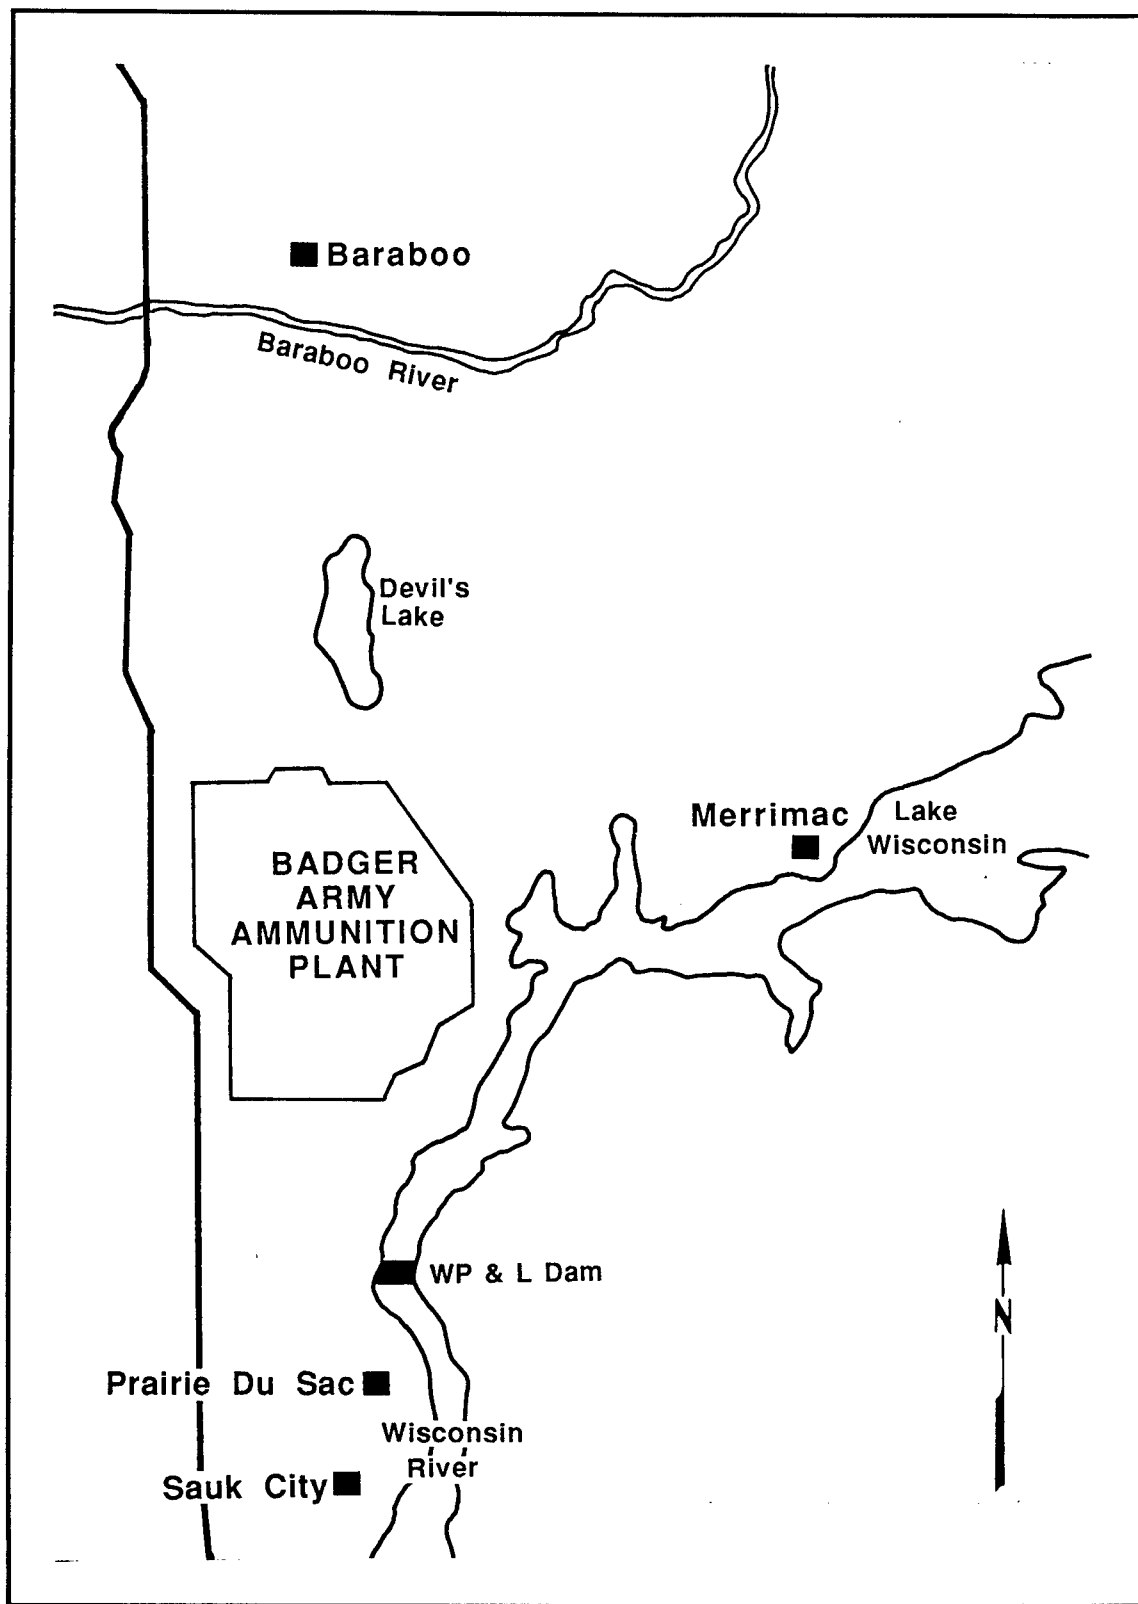 Baraboo
Baraboo River
Devil's
Lake
Merrimac
Lake
Wisconsin
BADGER
ARMY
AMMUNITION
PLANT
WP & L Dam
N
Prairie Du Sac
Wisconsin
River
Sauk City